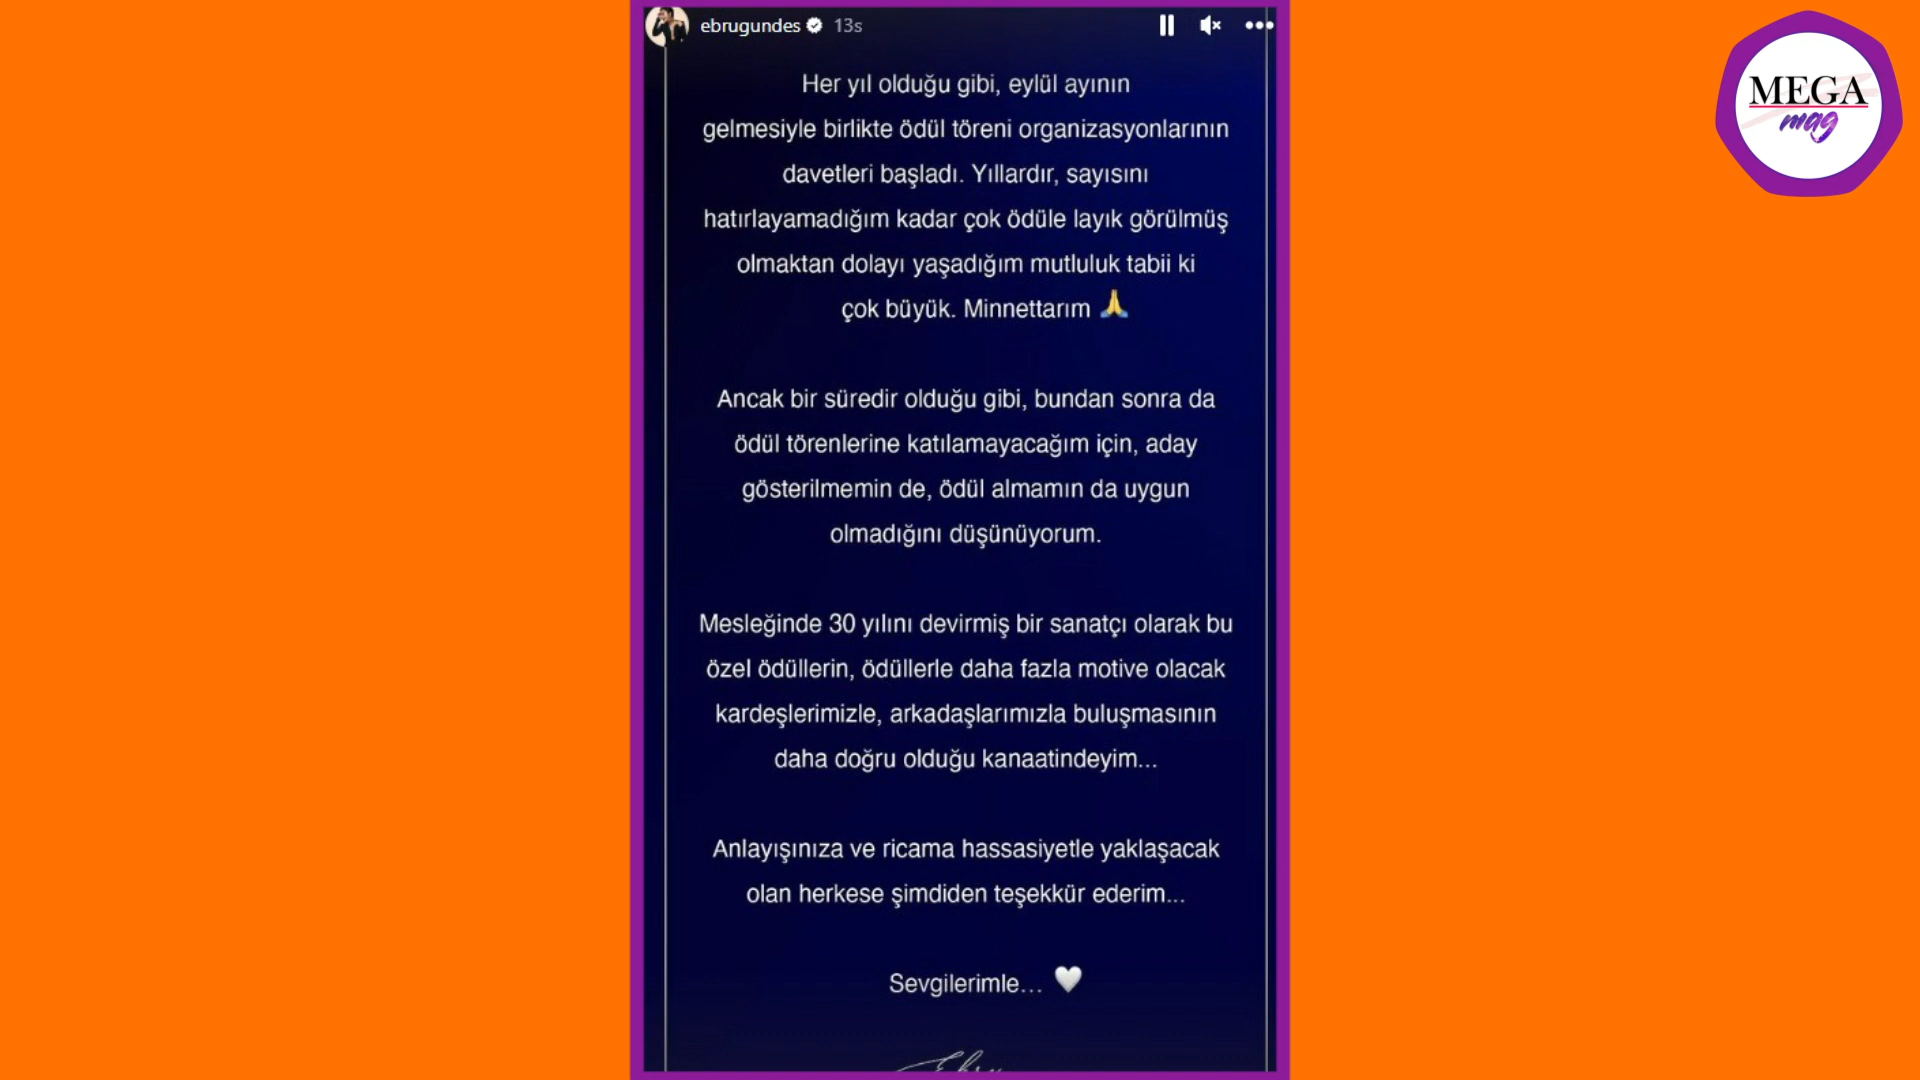 ebrugundes 13s
MEGA
mag
Her yıl olduğu gibi, eylül ayının
gelmesiyle birlikte ödül töreni organizasyonlarının
davetleri başladı. Yıllardır, sayısını
hatırlayamadığım kadar çok ödüle layık görülmüş
olmaktan dolayı yaşadığım mutluluk tabii ki
çok büyük. Minnettarım 🙏
Ancak bir süredir olduğu gibi, bundan sonra da
ödül törenlerine katılamayacağım için, aday
gösterilmemin de, ödül almamın da uygun
olmadığını düşünüyorum.
Mesleğinde 30 yılını devirmiş bir sanatçı olarak bu
özel ödüllerin, ödüllerle daha fazla motive olacak
kardeşlerimizle, arkadaşlarımızla buluşmasının
daha doğru olduğu kanaatindeyim...
Anlayışınıza ve ricama hassasiyetle yaklaşacak
olan herkese şimdiden teşekkür ederim...
Sevgilerimle... 🤍
Ebru